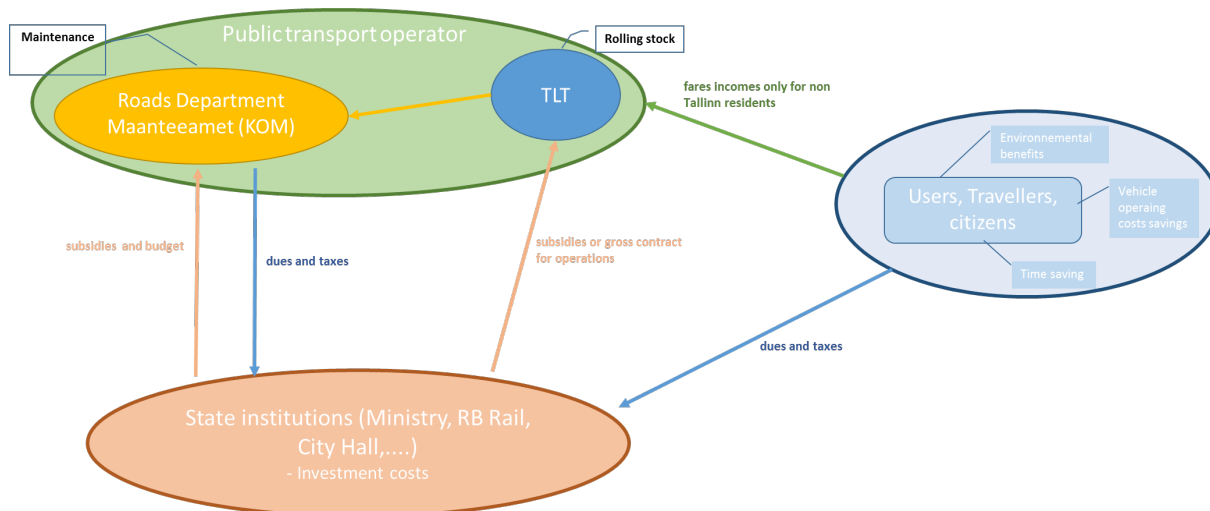 Public transport operator
Maintenance
Rolling stock
Roads Department
Maanteeamet (KOM)
TLT
fares incomes only for non
Tallinn residents
Environnemental
benefits
Users, Travellers,
citizens
Vehicle
operaing
costs savings
Time saving
subsidies and budget
dues and taxes
subsidies or gross contract
for operations
dues and taxes
State institutions (Ministry, RB Rail,
City Hall,....)
- Investment costs